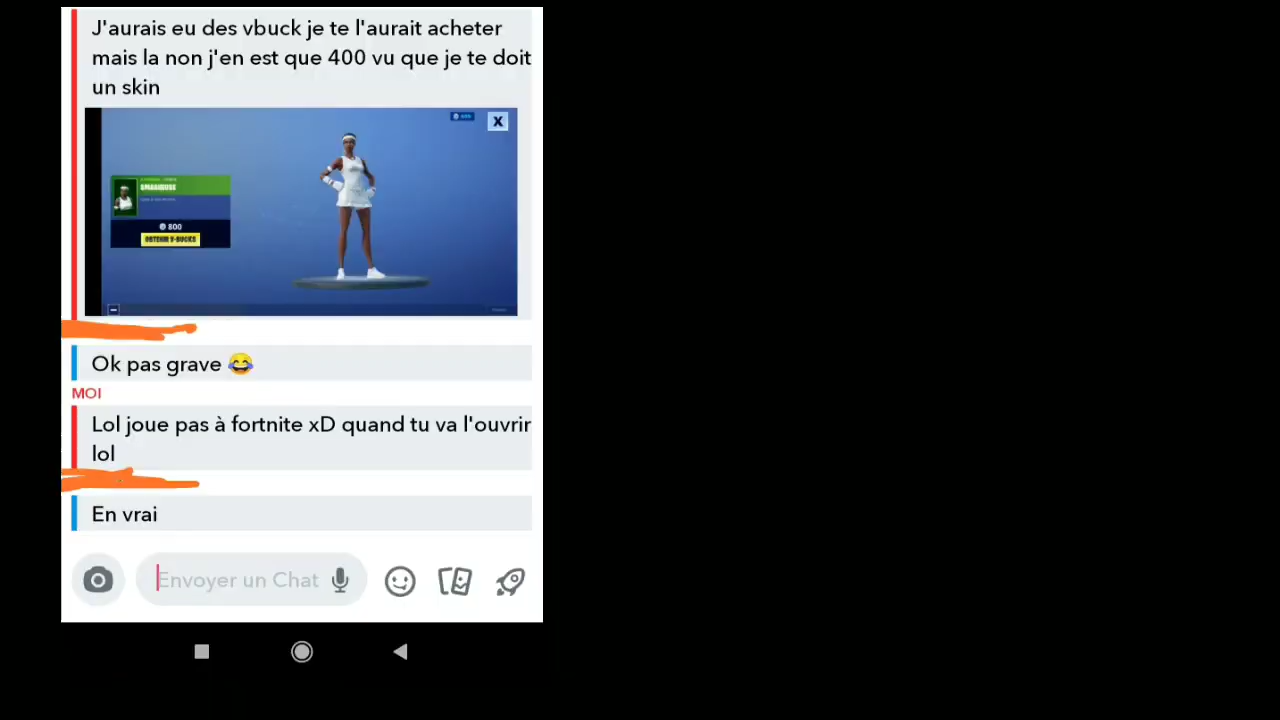 J'aurais eu des vbuck je te l'aurait acheter
mais la non j'en est que 400 vu que je te doit
un skin
X
SMASHEUSE
800
OBTENIR V-BUCKS
Ok pas grave 😂
MOI
Lol joue pas à fortnite xD quand tu va l'ouvrir
lol
En vrai
Envoyer un Chat